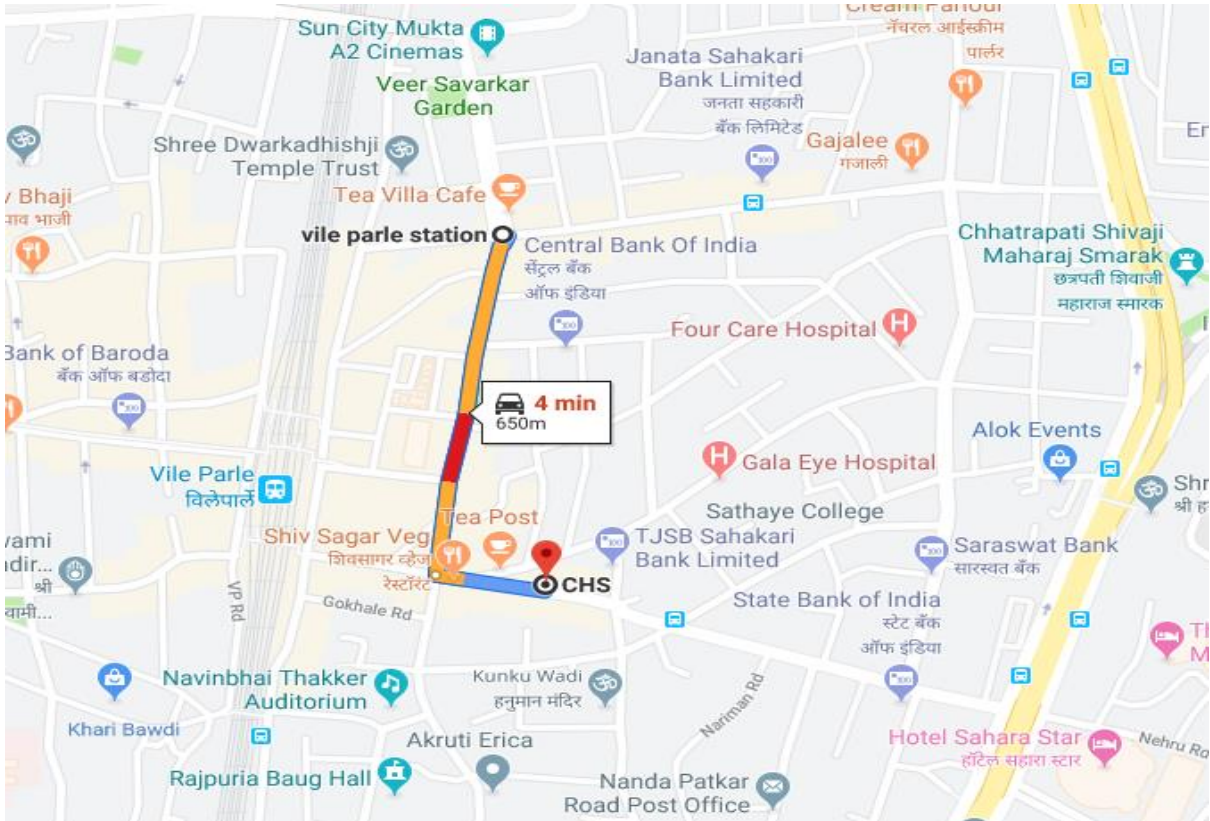 Cream Parlour
नॅचरल आईस्क्रीम
पार्लर
Sun City Mukta
A2 Cinemas
Janata Sahakari
Bank Limited
जनता सहकारी
बँक लिमिटेड
Veer Savarkar
Garden
Shree Dwarkadhishji
Temple Trust
Gajalee
गजाली
Er
Bhaji
पाव भाजी
Tea Villa Cafe
vile parle station
Central Bank Of India
सेंट्रल बँक
ऑफ इंडिया
Chhatrapati Shivaji
Maharaj Smarak
छत्रपती शिवाजी
महाराज स्मारक
Four Care Hospital
Bank of Baroda
बँक ऑफ बडोदा
4 min
650m
Alok Events
Vile Parle
विलेपार्ले
Gala Eye Hospital
Shr
Sathaye College
Tea Post
Shiv Sagar Veg
शिवसागर व्हेज
रेस्टॉरंट
TJSB Sahakari
Bank Limited
Saraswat Bank
सारस्वत बँक
CHS
VP Rd
Gokhale Rd
State Bank of India
स्टेट बँक
ऑफ इंडिया
Navinbhai Thakker
Auditorium
Kunku Wadi
हनुमान मंदिर
Nariman Rd
Khari Bawdi
Akruti Erica
Hotel Sahara Star
हॉटेल सहारा स्टार
Nehru Rd
Rajpuria Baug Hall
Nanda Patkar
Road Post Office